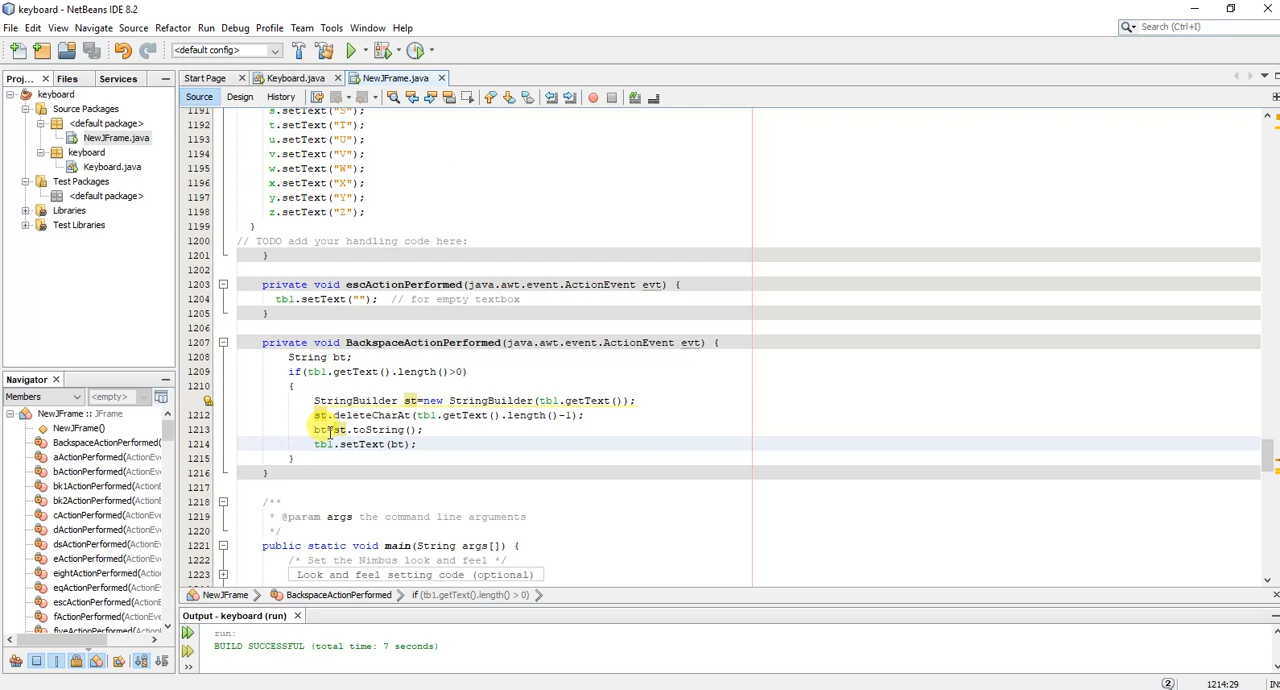 keyboard - NetBeans IDE 8.2
File Edit View Navigate Source Refactor Run Debug Profile Team Tools Window Help
Search (Ctrl+I)
<default config>
Proj... Files Services
Start Page Keyboard.java NewJFrame.java
Source Design History
keyboard
Source Packages
<default package>
NewJFrame.java
keyboard
Keyboard.java
Test Packages
<default package>
Libraries
Test Libraries
1191 s.setText("S");
1192 t.setText("T");
1193 u.setText("U");
1194 v.setText("V");
1195 w.setText("W");
1196 x.setText("X");
1197 y.setText("Y");
1198 z.setText("Z");
1199 }
1200 // TODO add your handling code here:
1201 }
1202
1203 private void escActionPerformed(java.awt.event.ActionEvent evt) {
1204 tb1.setText(""); // for empty textbox
1205 }
1206
1207 private void BackspaceActionPerformed(java.awt.event.ActionEvent evt) {
1208 String bt;
1209 if(tb1.getText().length()>0)
1210 {
StringBuilder st=new StringBuilder(tb1.getText());
1212 st.deleteCharAt(tb1.getText().length()-1);
1213 bt=st.toString();
1214 tb1.setText(bt);
1215 }
1216 }
1217
1218 /**
1219 * @param args the command line arguments
1220 */
1221 public static void main(String args[]) {
1222 /* Set the Nimbus look and feel */
1223 Look and feel setting code (optional)
Navigator
Members <empty>
NewJFrame :: JFrame
NewJFrame()
BackspaceActionPerformed(
aActionPerformed(ActionEv
bActionPerformed(ActionEv
bk1ActionPerformed(Action
bk2ActionPerformed(Action
cActionPerformed(ActionEv
dActionPerformed(ActionEv
dsActionPerformed(ActionE
eActionPerformed(ActionEv
eightActionPerformed(Actio
eqActionPerformed(ActionE
escActionPerformed(Action
fActionPerformed(ActionEv
fiveActionPerformed(Action
NewJFrame BackspaceActionPerformed if (tb1.getText().length() > 0)
Output - keyboard (run)
run:
BUILD SUCCESSFUL (total time: 7 seconds)
2 1214:29 IN